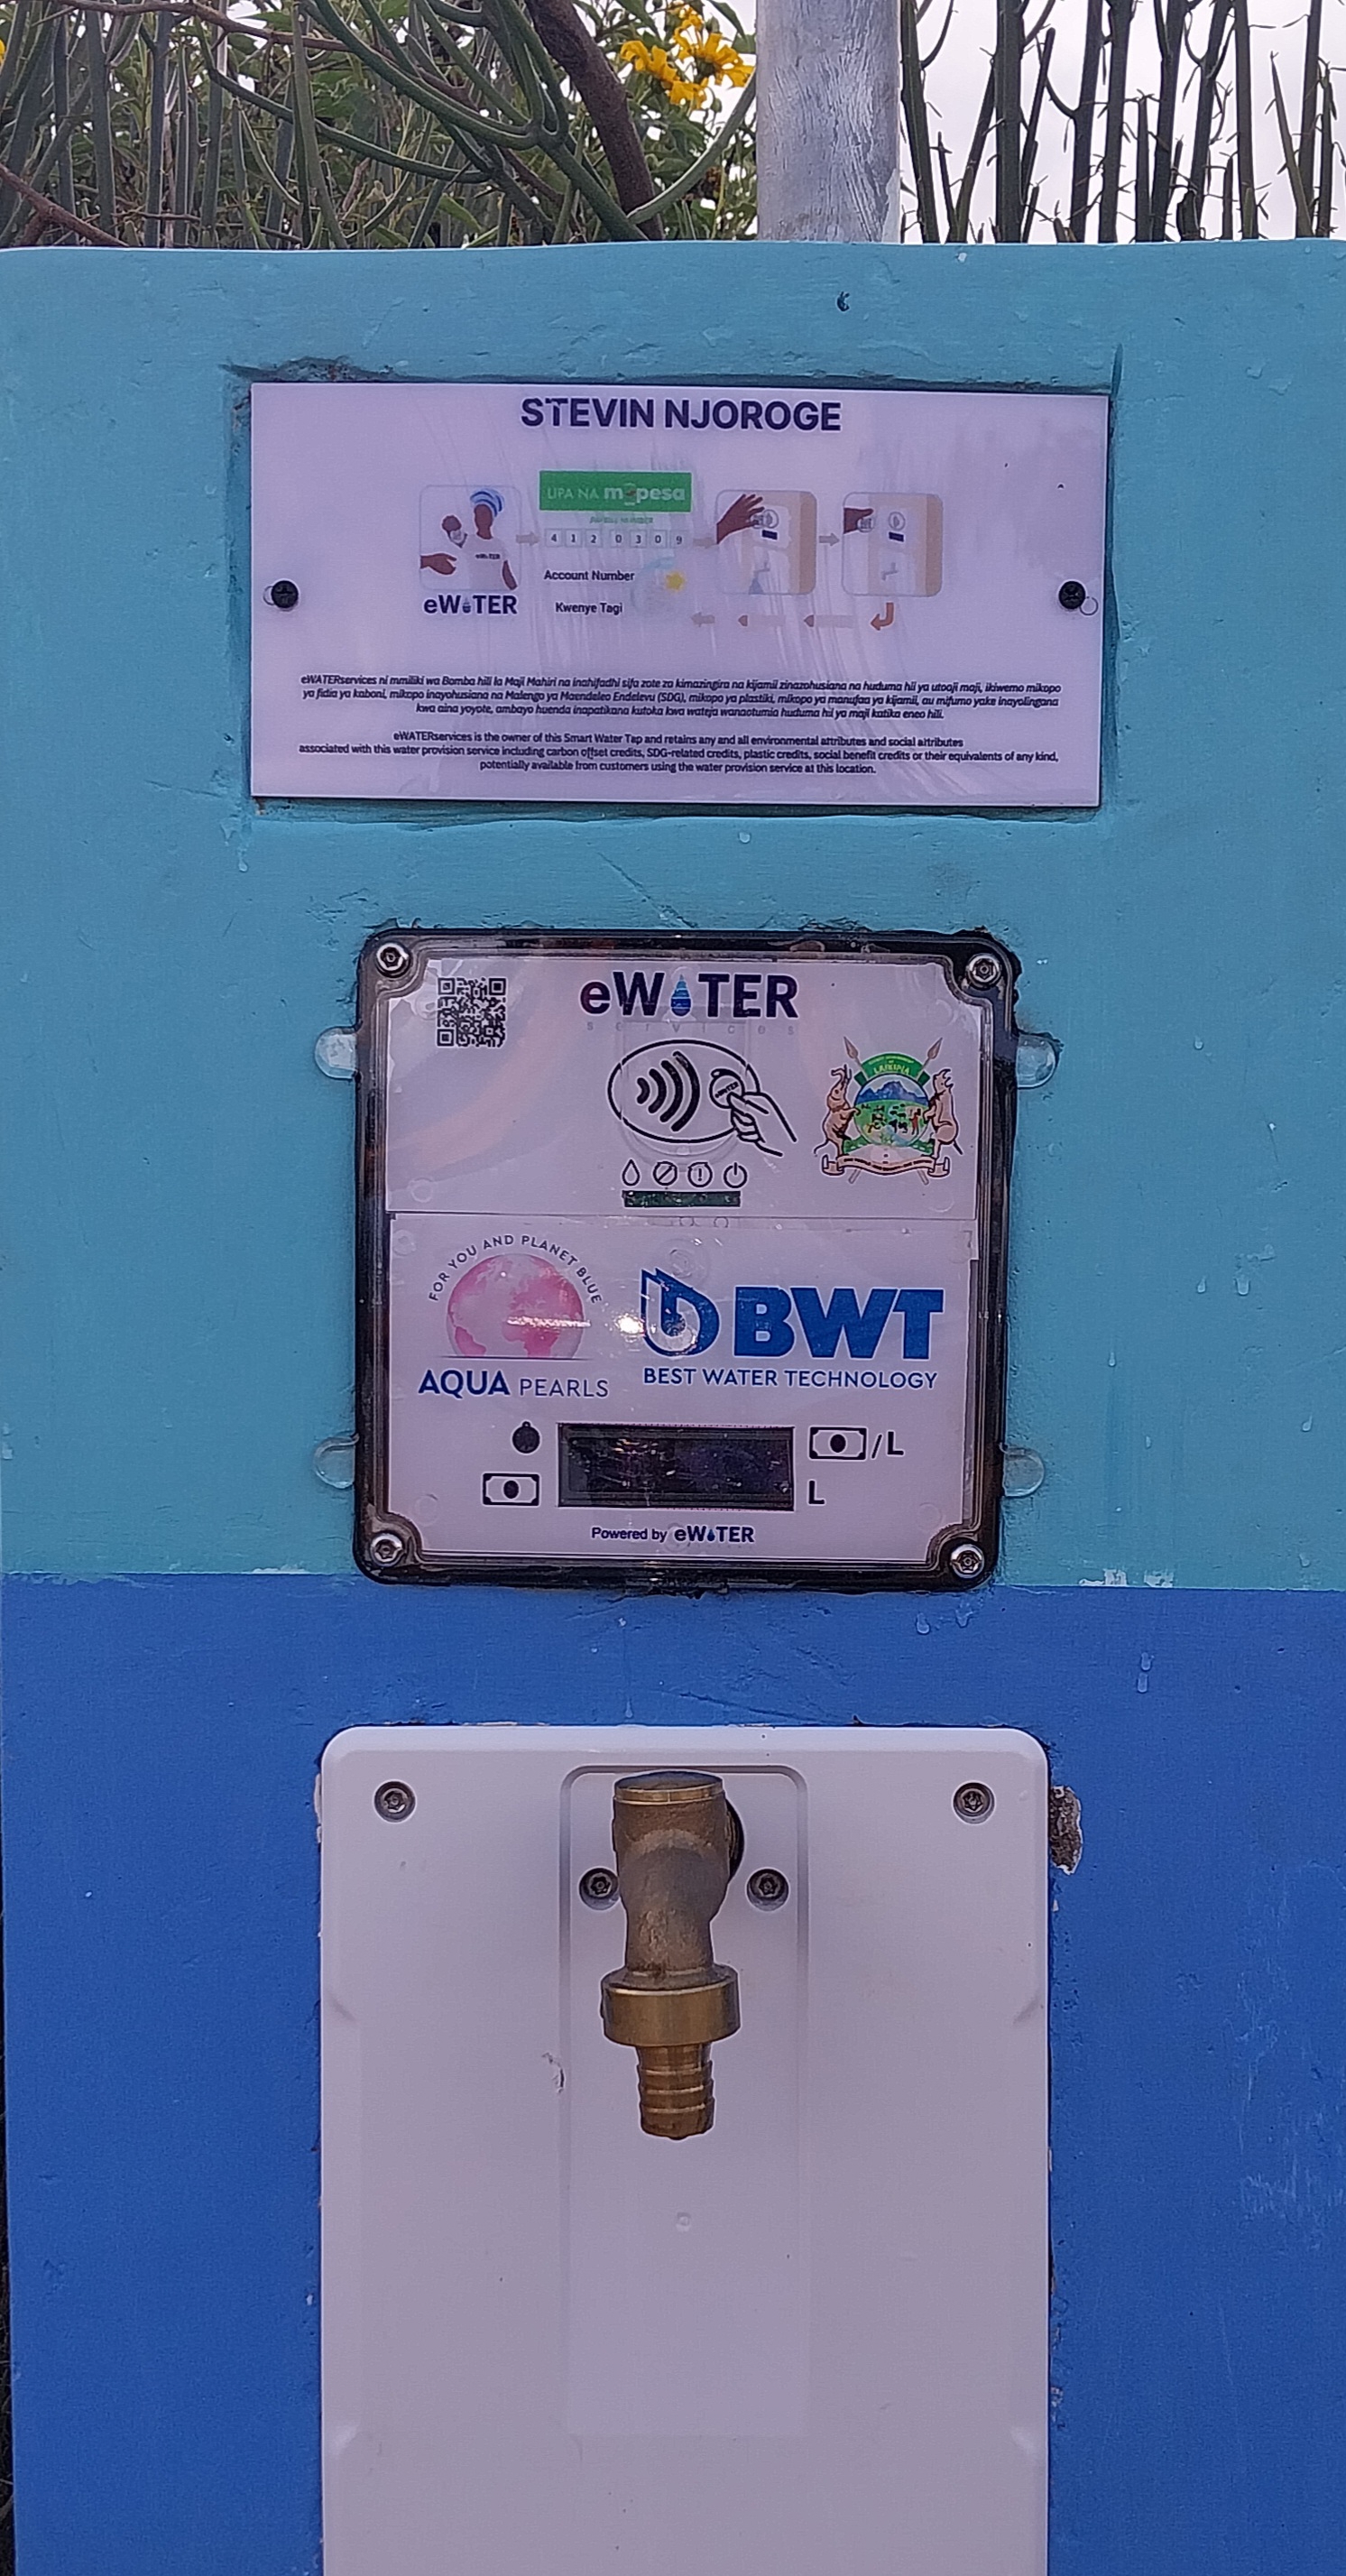 STEVIN NJOROGE
LIPA NA m-pesa
PAYBILL NUMBER
4 1 2 0 3 0 9
Account Number
eWATER
Kwenye Tagi
eWATERservices ni mmiliki wa Bomba hili la Maji Mahiri na inahifadhi sifa zote za kimazingira na kijamii zinazohusiana na huduma hii ya utoaji maji, ikiwemo mikopo
ya fidia ya kaboni, mikopo inayohusiana na Malengo ya Maendeleo Endelevu (SDG), mikopo ya plastiki, mikopo ya manufaa ya kijamii, au mifumo yake inayolingana
kwa aina yoyote, ambayo huenda inapatikana kutoka kwa wateja wanaotumia huduma hii ya maji katika eneo hili.
eWATERservices is the owner of this Smart Water Tap and retains any and all environmental attributes and social attributes
associated with this water provision service including carbon offset credits, SDG-related credits, plastic credits, social benefit credits or their equivalents of any kind,
potentially available from customers using the water provision service at this location.
eWATER
services
LAIKIPIA
FOR YOU AND PLANET BLUE
AQUA PEARLS
BWT
BEST WATER TECHNOLOGY
/L
L
Powered by eWATER